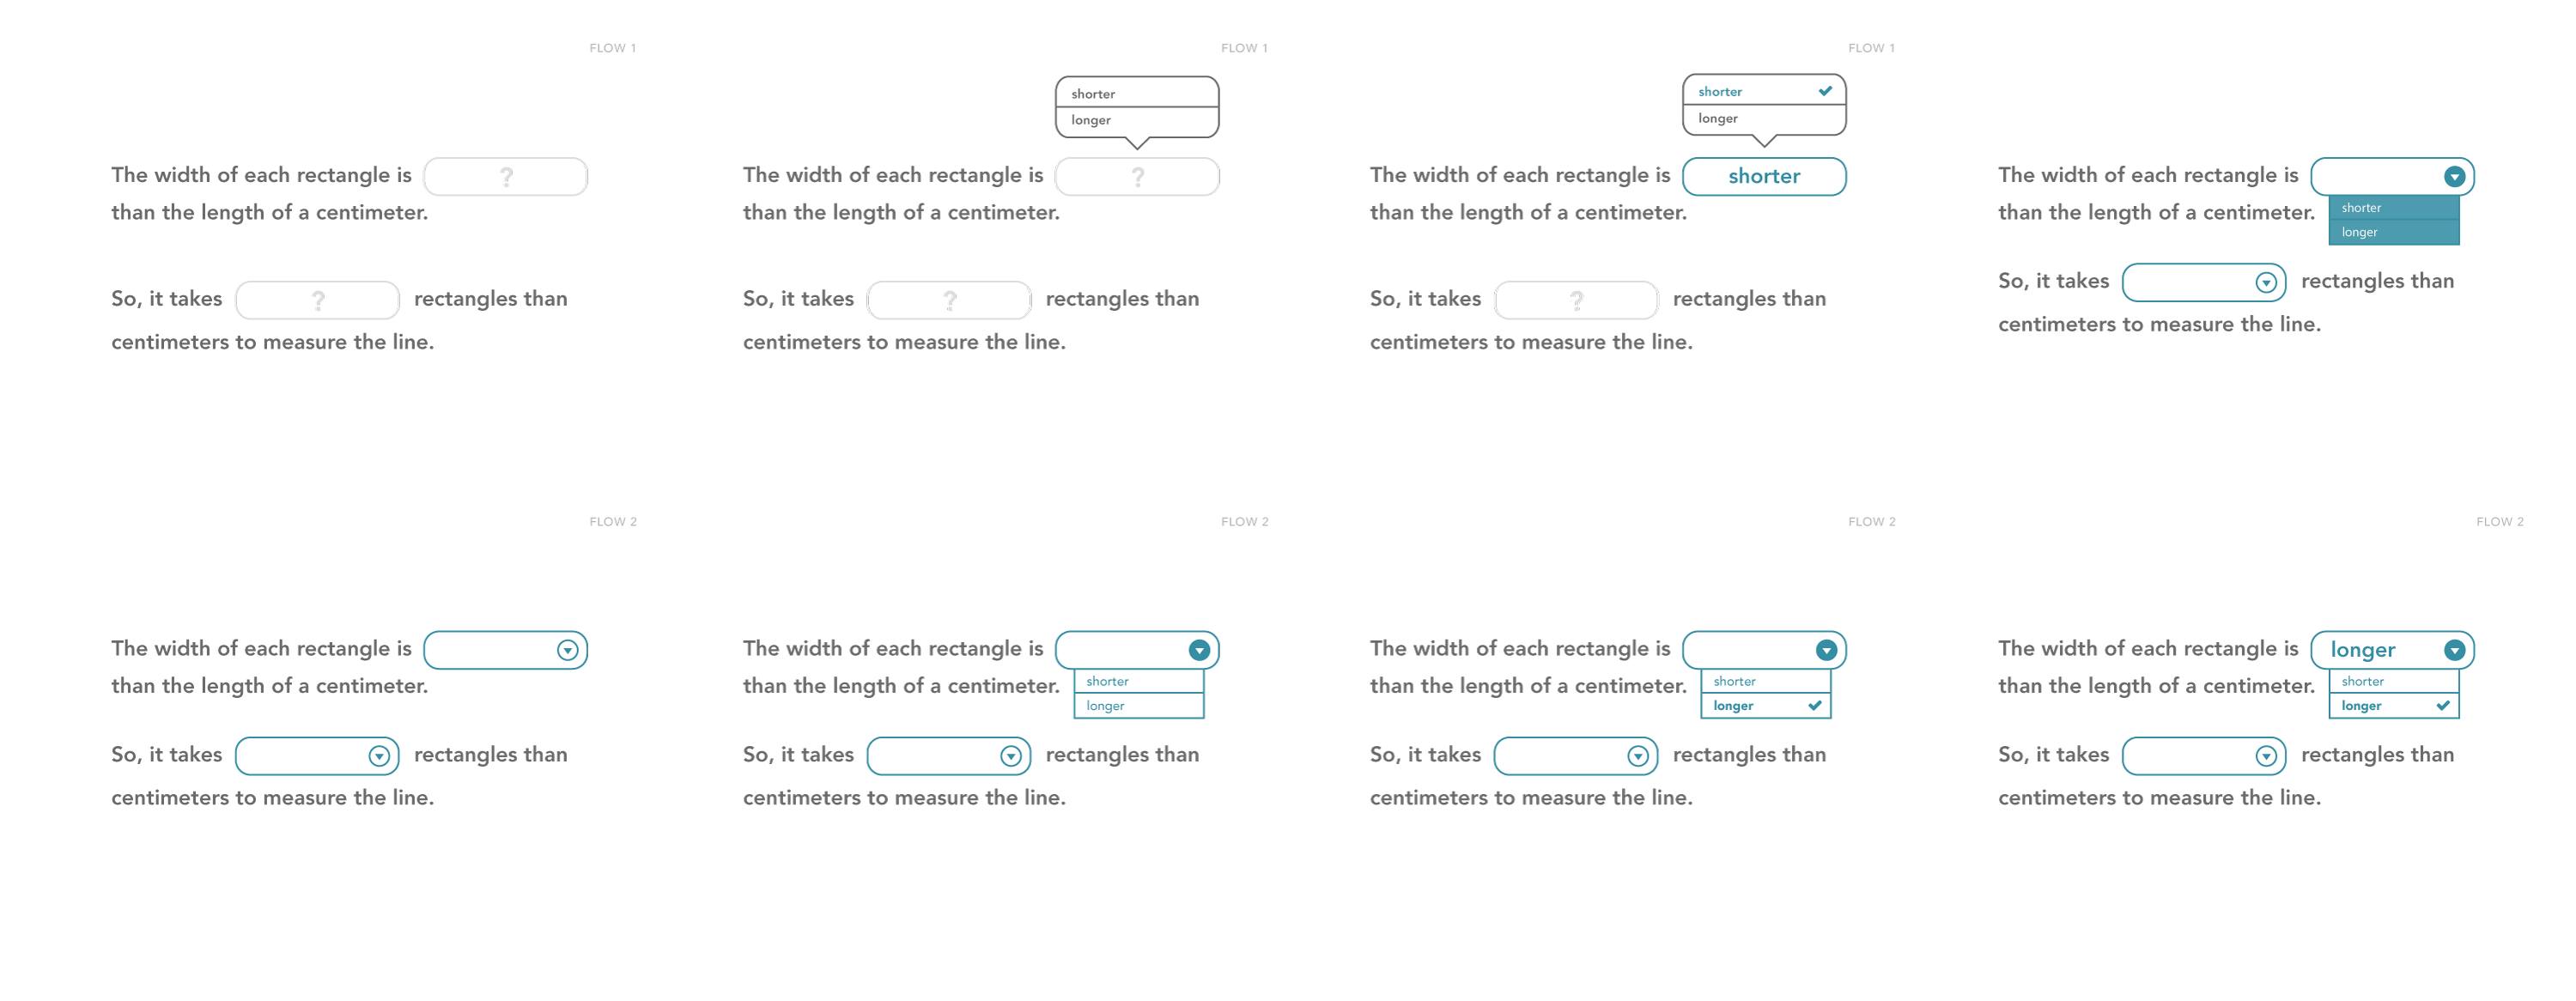 FLOW 1
The width of each rectangle is ?
than the length of a centimeter.
So, it takes ? rectangles than
centimeters to measure the line.
FLOW 1
shorter
longer
The width of each rectangle is ?
than the length of a centimeter.
So, it takes ? rectangles than
centimeters to measure the line.
FLOW 1
shorter
longer
The width of each rectangle is shorter
than the length of a centimeter.
So, it takes ? rectangles than
centimeters to measure the line.
The width of each rectangle is
than the length of a centimeter.
shorter
longer
So, it takes rectangles than
centimeters to measure the line.
FLOW 2
The width of each rectangle is
than the length of a centimeter.
So, it takes rectangles than
centimeters to measure the line.
FLOW 2
The width of each rectangle is
than the length of a centimeter.
shorter
longer
So, it takes rectangles than
centimeters to measure the line.
FLOW 2
The width of each rectangle is
than the length of a centimeter.
shorter
longer
So, it takes rectangles than
centimeters to measure the line.
FLOW 2
The width of each rectangle is longer
than the length of a centimeter.
shorter
longer
So, it takes rectangles than
centimeters to measure the line.